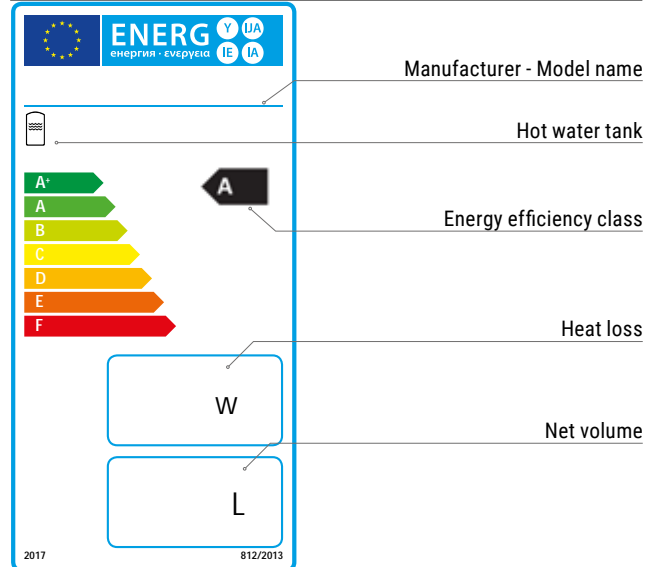 ENERG Y IJA
енергия · ενεργεια IE IA
Manufacturer - Model name
Hot water tank
A+
A
A
Energy efficiency class
B
C
D
E
F
Heat loss
W
Net volume
L
2017 812/2013